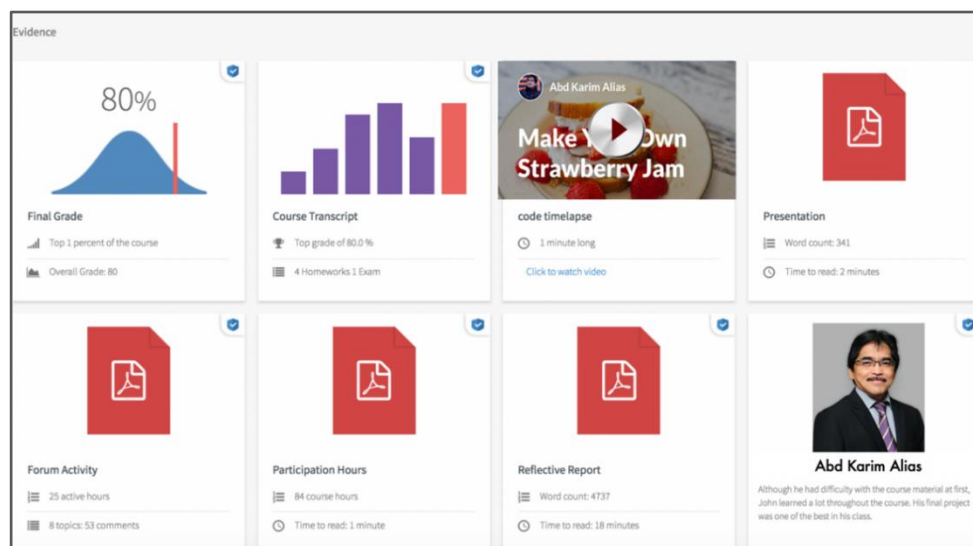 Evidence
80%
Final Grade
Top 1 percent of the course
Overall Grade: 80
Course Transcript
Top grade of 80.0 %
4 Homeworks 1 Exam
Abd Karim Alias
Make Own
Strawberry Jam
code timelapse
1 minute long
Click to watch video
Presentation
Word count: 341
Time to read: 2 minutes
Forum Activity
25 active hours
8 topics: 53 comments
Participation Hours
84 course hours
Time to read: 1 minute
Reflective Report
Word count: 4737
Time to read: 18 minutes
Abd Karim Alias
Although he had difficulty with the course material at first,
John learned a lot throughout the course. His final project
was one of the best in his class.